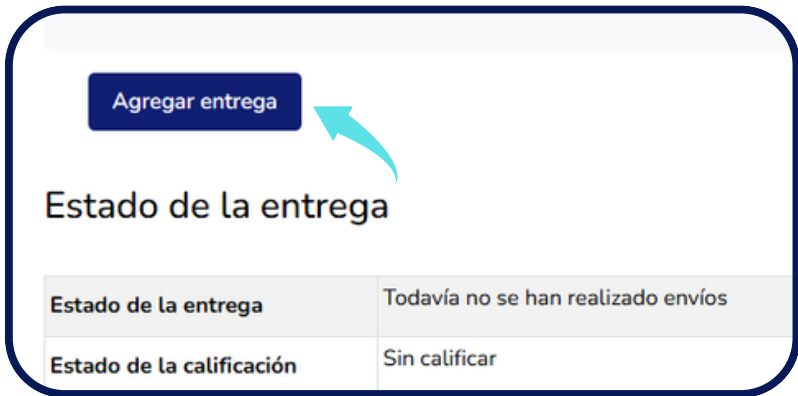 Agregar entrega
Estado de la entrega
Estado de la entrega Todavía no se han realizado envíos
Estado de la calificación Sin calificar